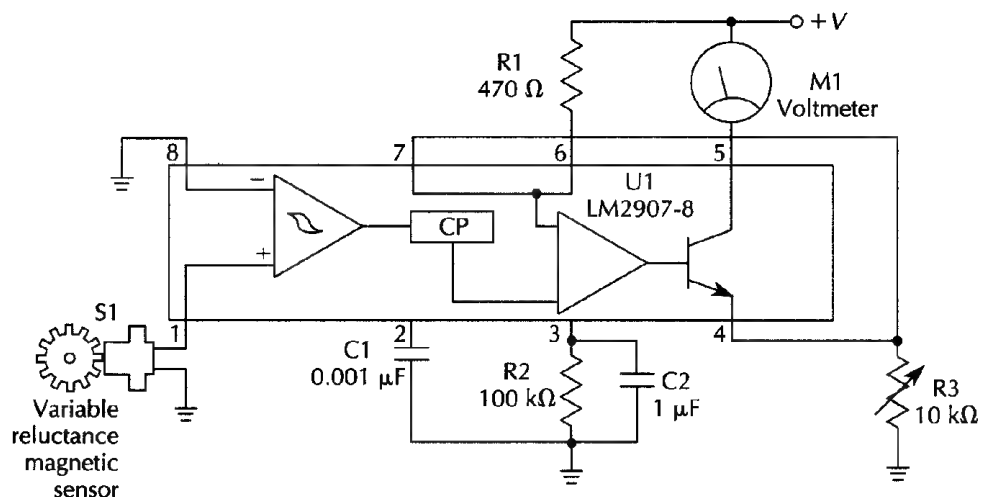 +V
R1
470 Ω
M1
Voltmeter
8
7
6
5
U1
LM2907-8
−
CP
+
S1
1
2
3
4
C1
0.001 μF
R2
100 kΩ
C2
1 μF
R3
10 kΩ
Variable
reluctance
magnetic
sensor